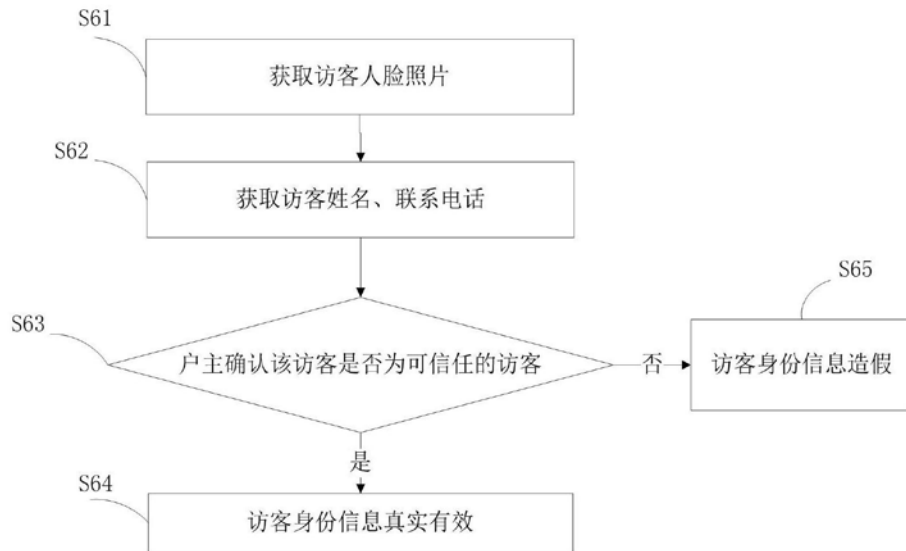 S61
获取访客人脸照片
S62
获取访客姓名、联系电话
S65
S63
户主确认该访客是否为可信任的访客
否
访客身份信息造假
是
S64
访客身份信息真实有效